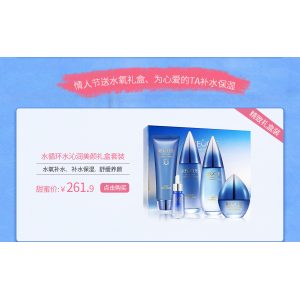 情人节送水氧礼盒、为心爱的TA补水保湿
精致礼盒装
水循环水沁润美颜礼盒套装
水氧补水、补水保湿、舒缓养颜
甜蜜价:￥261.9 点击购买